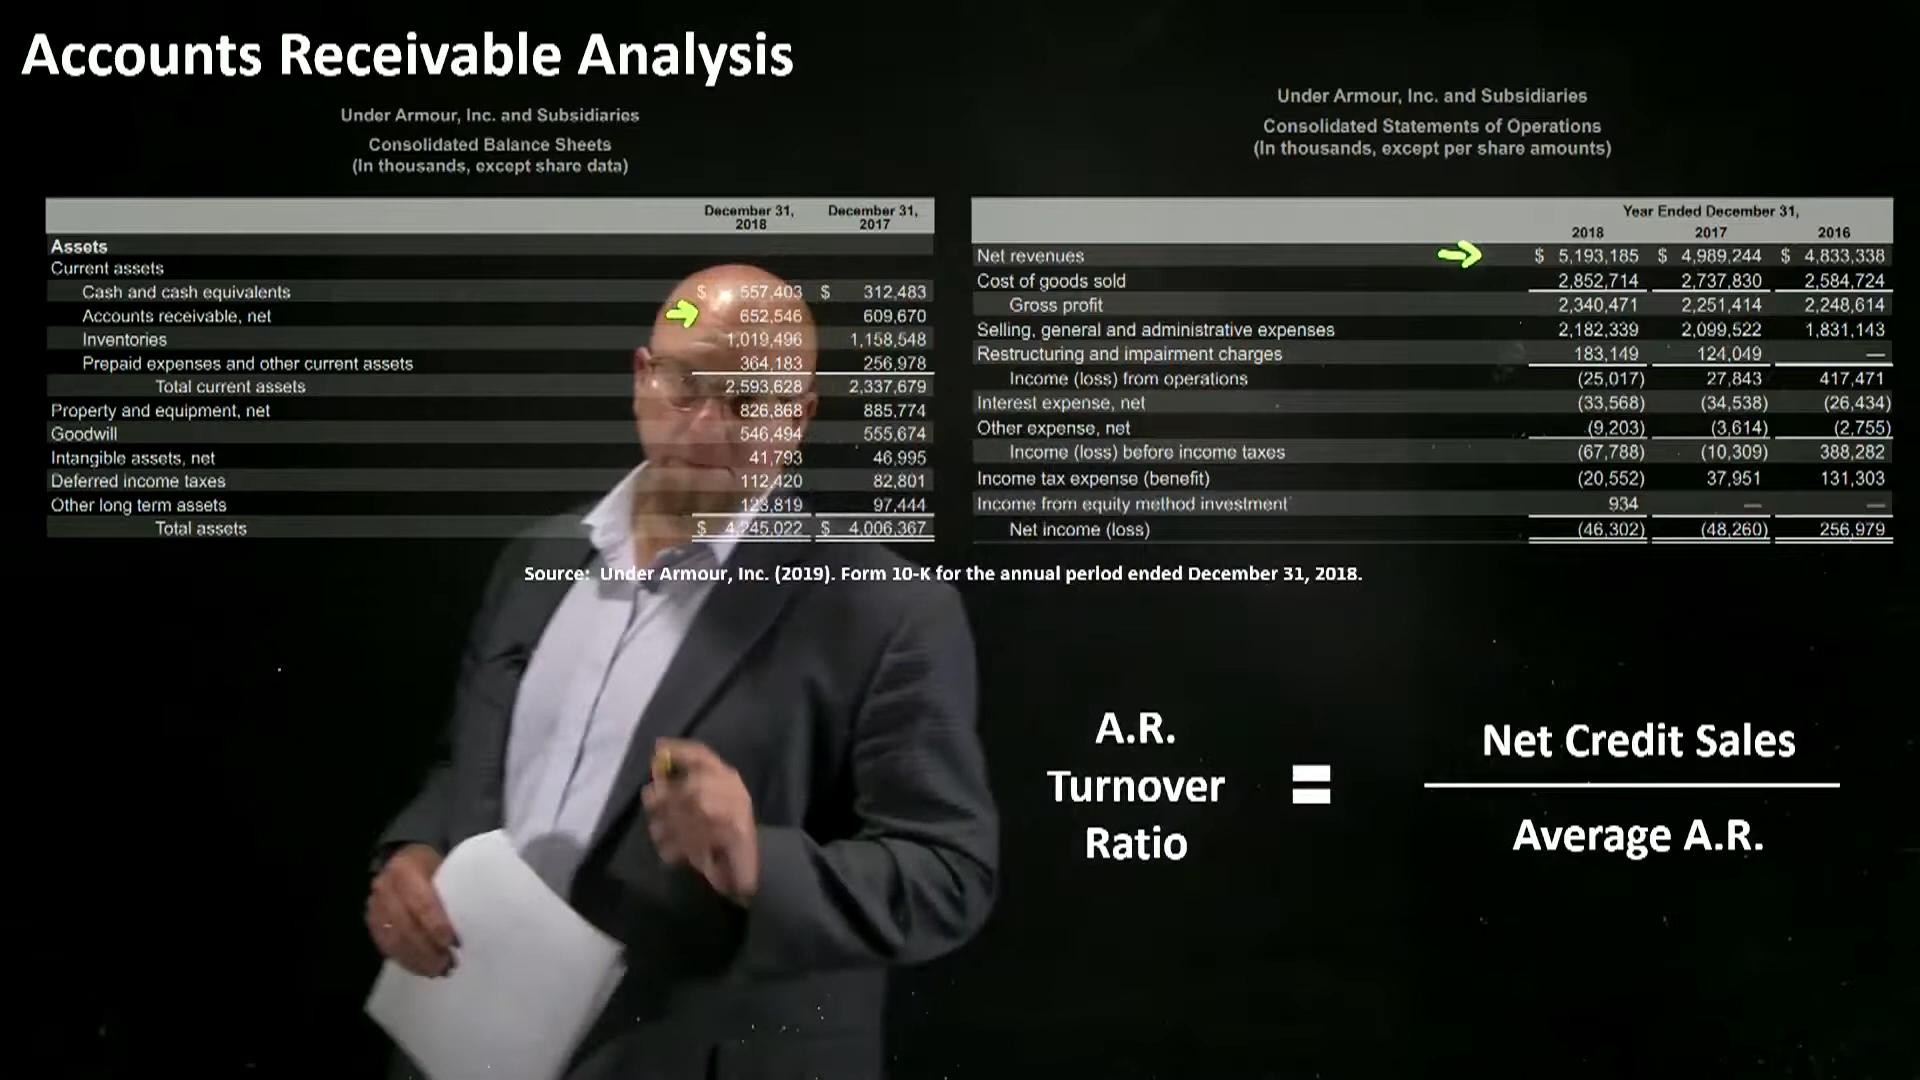 Accounts Receivable Analysis
Under Armour, Inc. and Subsidiaries
Consolidated Balance Sheets
(In thousands, except share data)
December 31, 2018 December 31, 2017
Assets
Current assets
Cash and cash equivalents $ 557,403 $ 312,483
Accounts receivable, net 652,546 609,670
Inventories 1,019,496 1,158,548
Prepaid expenses and other current assets 364,183 256,978
Total current assets 2,593,628 2,337,679
Property and equipment, net 826,868 885,774
Goodwill 546,494 555,674
Intangible assets, net 41,793 46,995
Deferred income taxes 112,420 82,801
Other long term assets 123,819 97,444
Total assets $ 4,245,022 $ 4,006,367
Under Armour, Inc. and Subsidiaries
Consolidated Statements of Operations
(In thousands, except per share amounts)
Year Ended December 31,
2018 2017 2016
Net revenues $ 5,193,185 $ 4,989,244 $ 4,833,338
Cost of goods sold 2,852,714 2,737,830 2,584,724
Gross profit 2,340,471 2,251,414 2,248,614
Selling, general and administrative expenses 2,182,339 2,099,522 1,831,143
Restructuring and impairment charges 183,149 124,049 —
Income (loss) from operations (25,017) 27,843 417,471
Interest expense, net (33,568) (34,538) (26,434)
Other expense, net (9,203) (3,614) (2,755)
Income (loss) before income taxes (67,788) (10,309) 388,282
Income tax expense (benefit) (20,552) 37,951 131,303
Income from equity method investment 934 — —
Net income (loss) (46,302) (48,260) 256,979
Source: Under Armour, Inc. (2019). Form 10-K for the annual period ended December 31, 2018.
A.R.
Turnover
Ratio
=
Net Credit Sales
Average A.R.